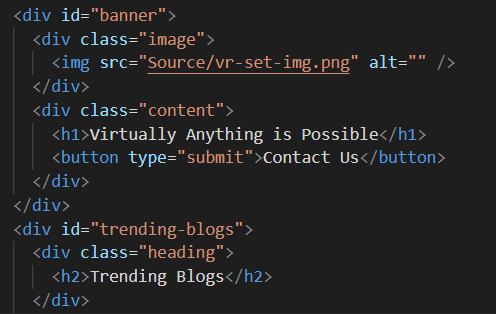 <div id="banner">
<div class="image">
<img src="Source/vr-set-img.png" alt="" />
</div>
<div class="content">
<h1>Virtually Anything is Possible</h1>
<button type="submit">Contact Us</button>
</div>
</div>
<div id="trending-blogs">
<div class="heading">
<h2>Trending Blogs</h2>
</div>